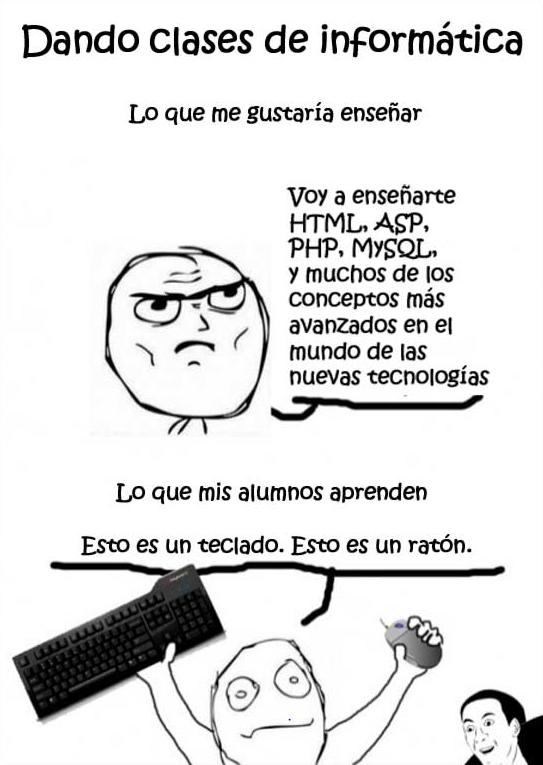 Dando clases de informática
Lo que me gustaría enseñar
Voy a enseñarte
HTML, ASP,
PHP, MySQL,
y muchos de los
conceptos más
avanzados en el
mundo de las
nuevas tecnologías
Lo que mis alumnos aprenden
Esto es un teclado. Esto es un ratón.